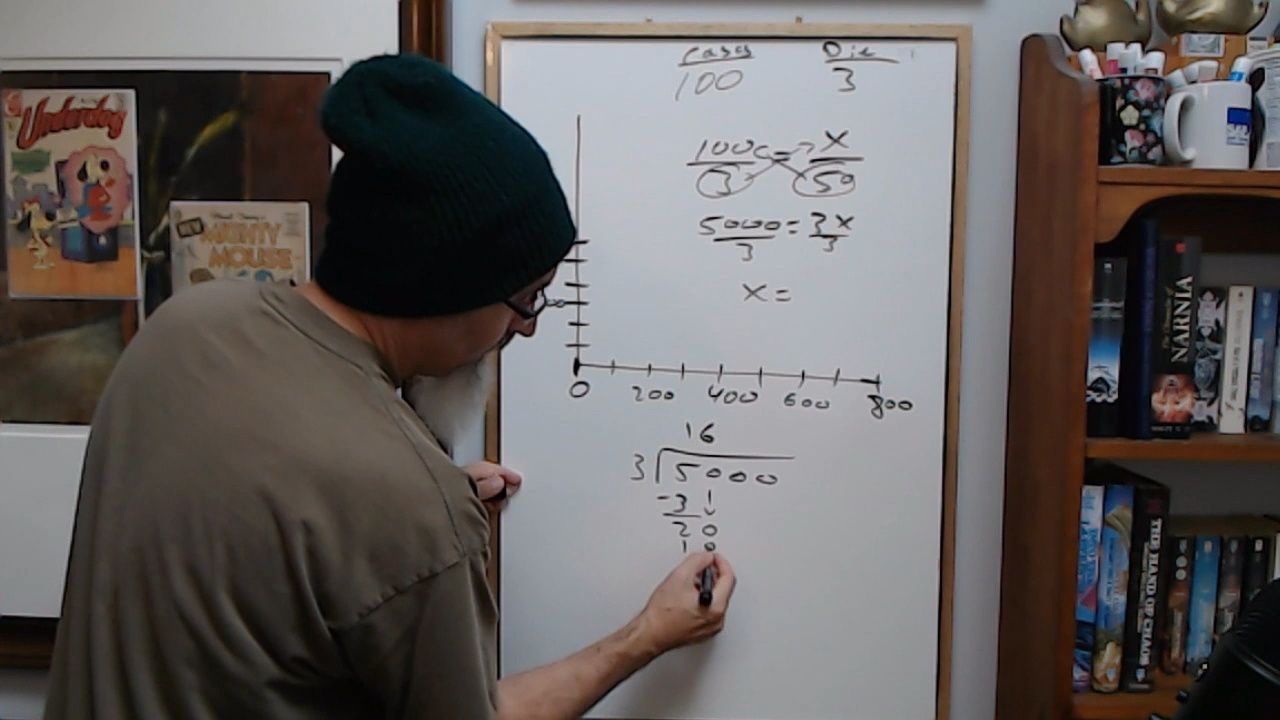 Cases Die
100 3
100 = x
3 50
5000 = 3x
3 3
x =
0 200 400 600 800
16
3 5000
-3
20
1
Underdog
MIGHTY
MOUSE
NARNIA
THE HAND OF CHAOS